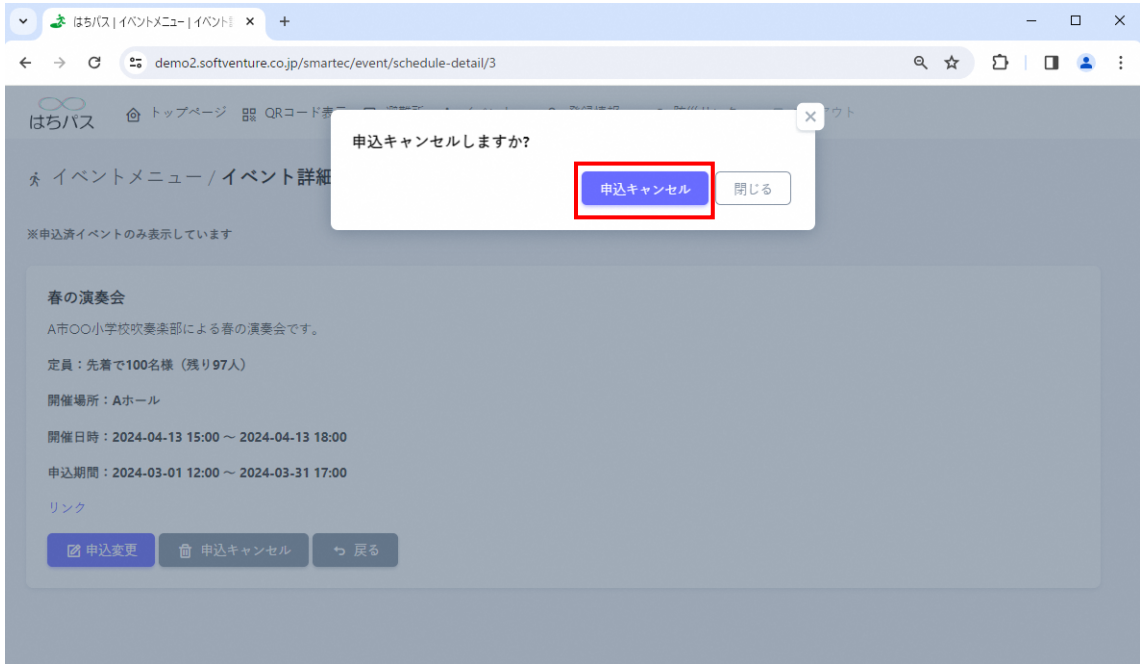 はちパス | イベントメニュー | イベント
demo2.softventure.co.jp/smartec/event/schedule-detail/3
はちパス
トップページ QRコード表
申込キャンセルしますか?
申込キャンセル 閉じる
イベントメニュー / イベント詳細
※申込済イベントのみ表示しています
春の演奏会
A市〇〇小学校吹奏楽部による春の演奏会です。
定員：先着で100名様（残り97人）
開催場所：Aホール
開催日時：2024-04-13 15:00 ～ 2024-04-13 18:00
申込期間：2024-03-01 12:00 ～ 2024-03-31 17:00
リンク
申込変更 申込キャンセル 戻る